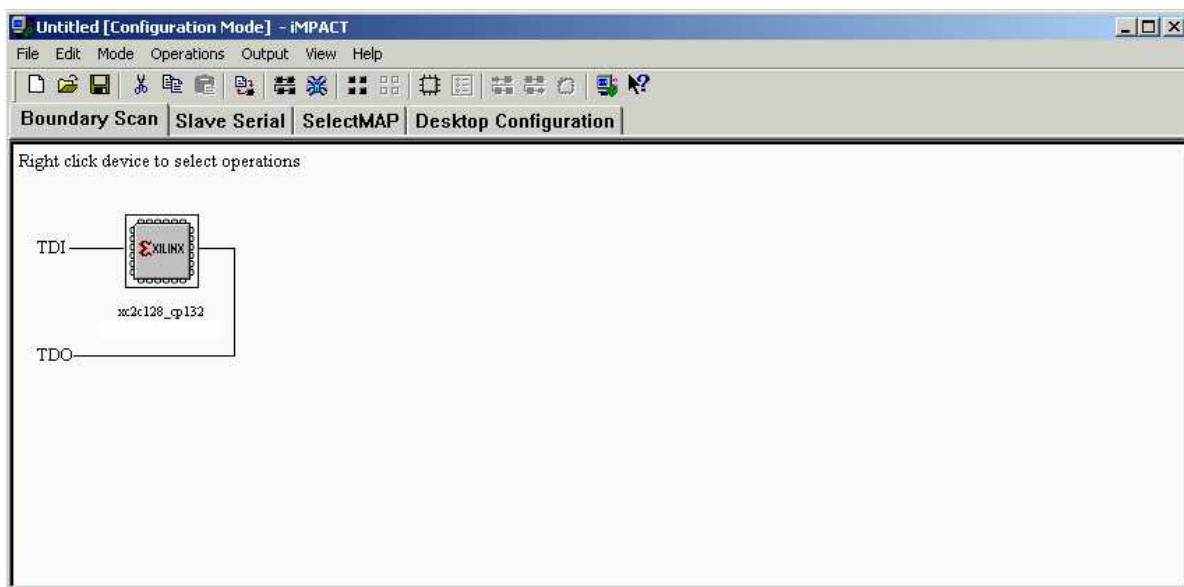 Untitled [Configuration Mode] - iMPACT
File Edit Mode Operations Output View Help
Boundary Scan Slave Serial SelectMAP Desktop Configuration
Right click device to select operations
TDI
XILINX
xc2c128_cp132
TDO